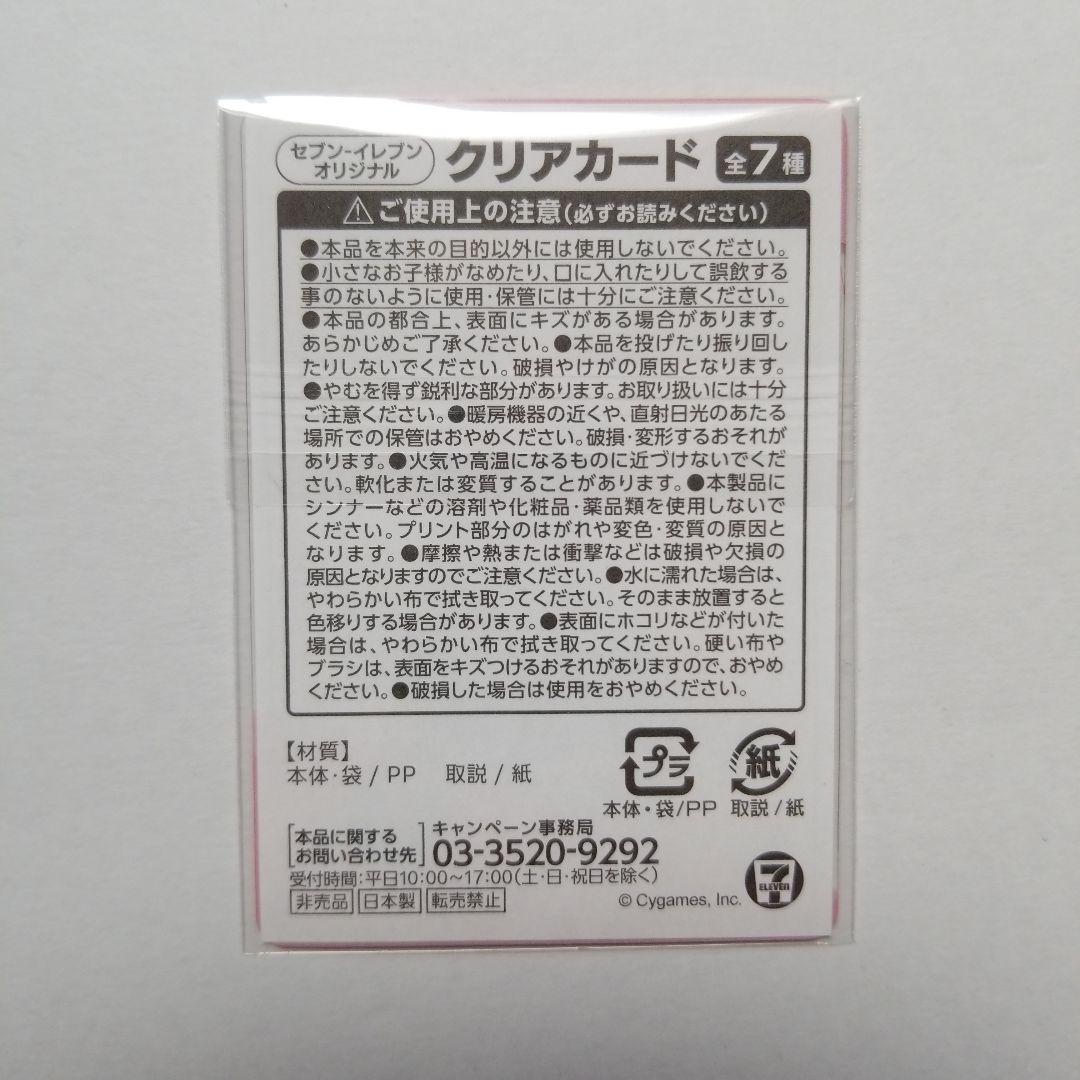 セブン-イレブン
オリジナル
クリアカード
全7種
⚠ご使用上の注意(必ずお読みください)
●本品を本来の目的以外には使用しないでください。
●小さなお子様がなめたり、口に入れたりして誤飲する
事のないように使用・保管には十分にご注意ください。
●本品の都合上、表面にキズがある場合があります。
あらかじめご了承ください。●本品を投げたり振り回し
たりしないでください。破損やけがの原因となります。
●やむを得ず鋭利な部分があります。お取り扱いには十分
ご注意ください。●暖房機器の近くや、直射日光のあたる
場所での保管はおやめください。破損・変形するおそれが
あります。●火気や高温になるものに近づけないでくだ
さい。軟化または変質することがあります。●本製品に
シンナーなどの溶剤や化粧品・薬品類を使用しないで
ください。プリント部分のはがれや変色・変質の原因と
なります。●摩擦や熱または衝撃などは破損や欠損の
原因となりますのでご注意ください。●水に濡れた場合は、
やわらかい布で拭き取ってください。そのまま放置すると
色移りする場合があります。●表面にホコリなどが付いた
場合は、やわらかい布で拭き取ってください。硬い布や
ブラシは、表面をキズつけるおそれがありますので、おやめ
ください。●破損した場合は使用をおやめください。
【材質】
本体・袋/PP 取説/紙
プラ
本体・袋/PP
紙
取説/紙
本品に関する
お問い合わせ先
キャンペーン事務局
03-3520-9292
受付時間:平日10:00~17:00(土・日・祝日を除く)
非売品 日本製 転売禁止
© Cygames, Inc.
7
ELEVEN